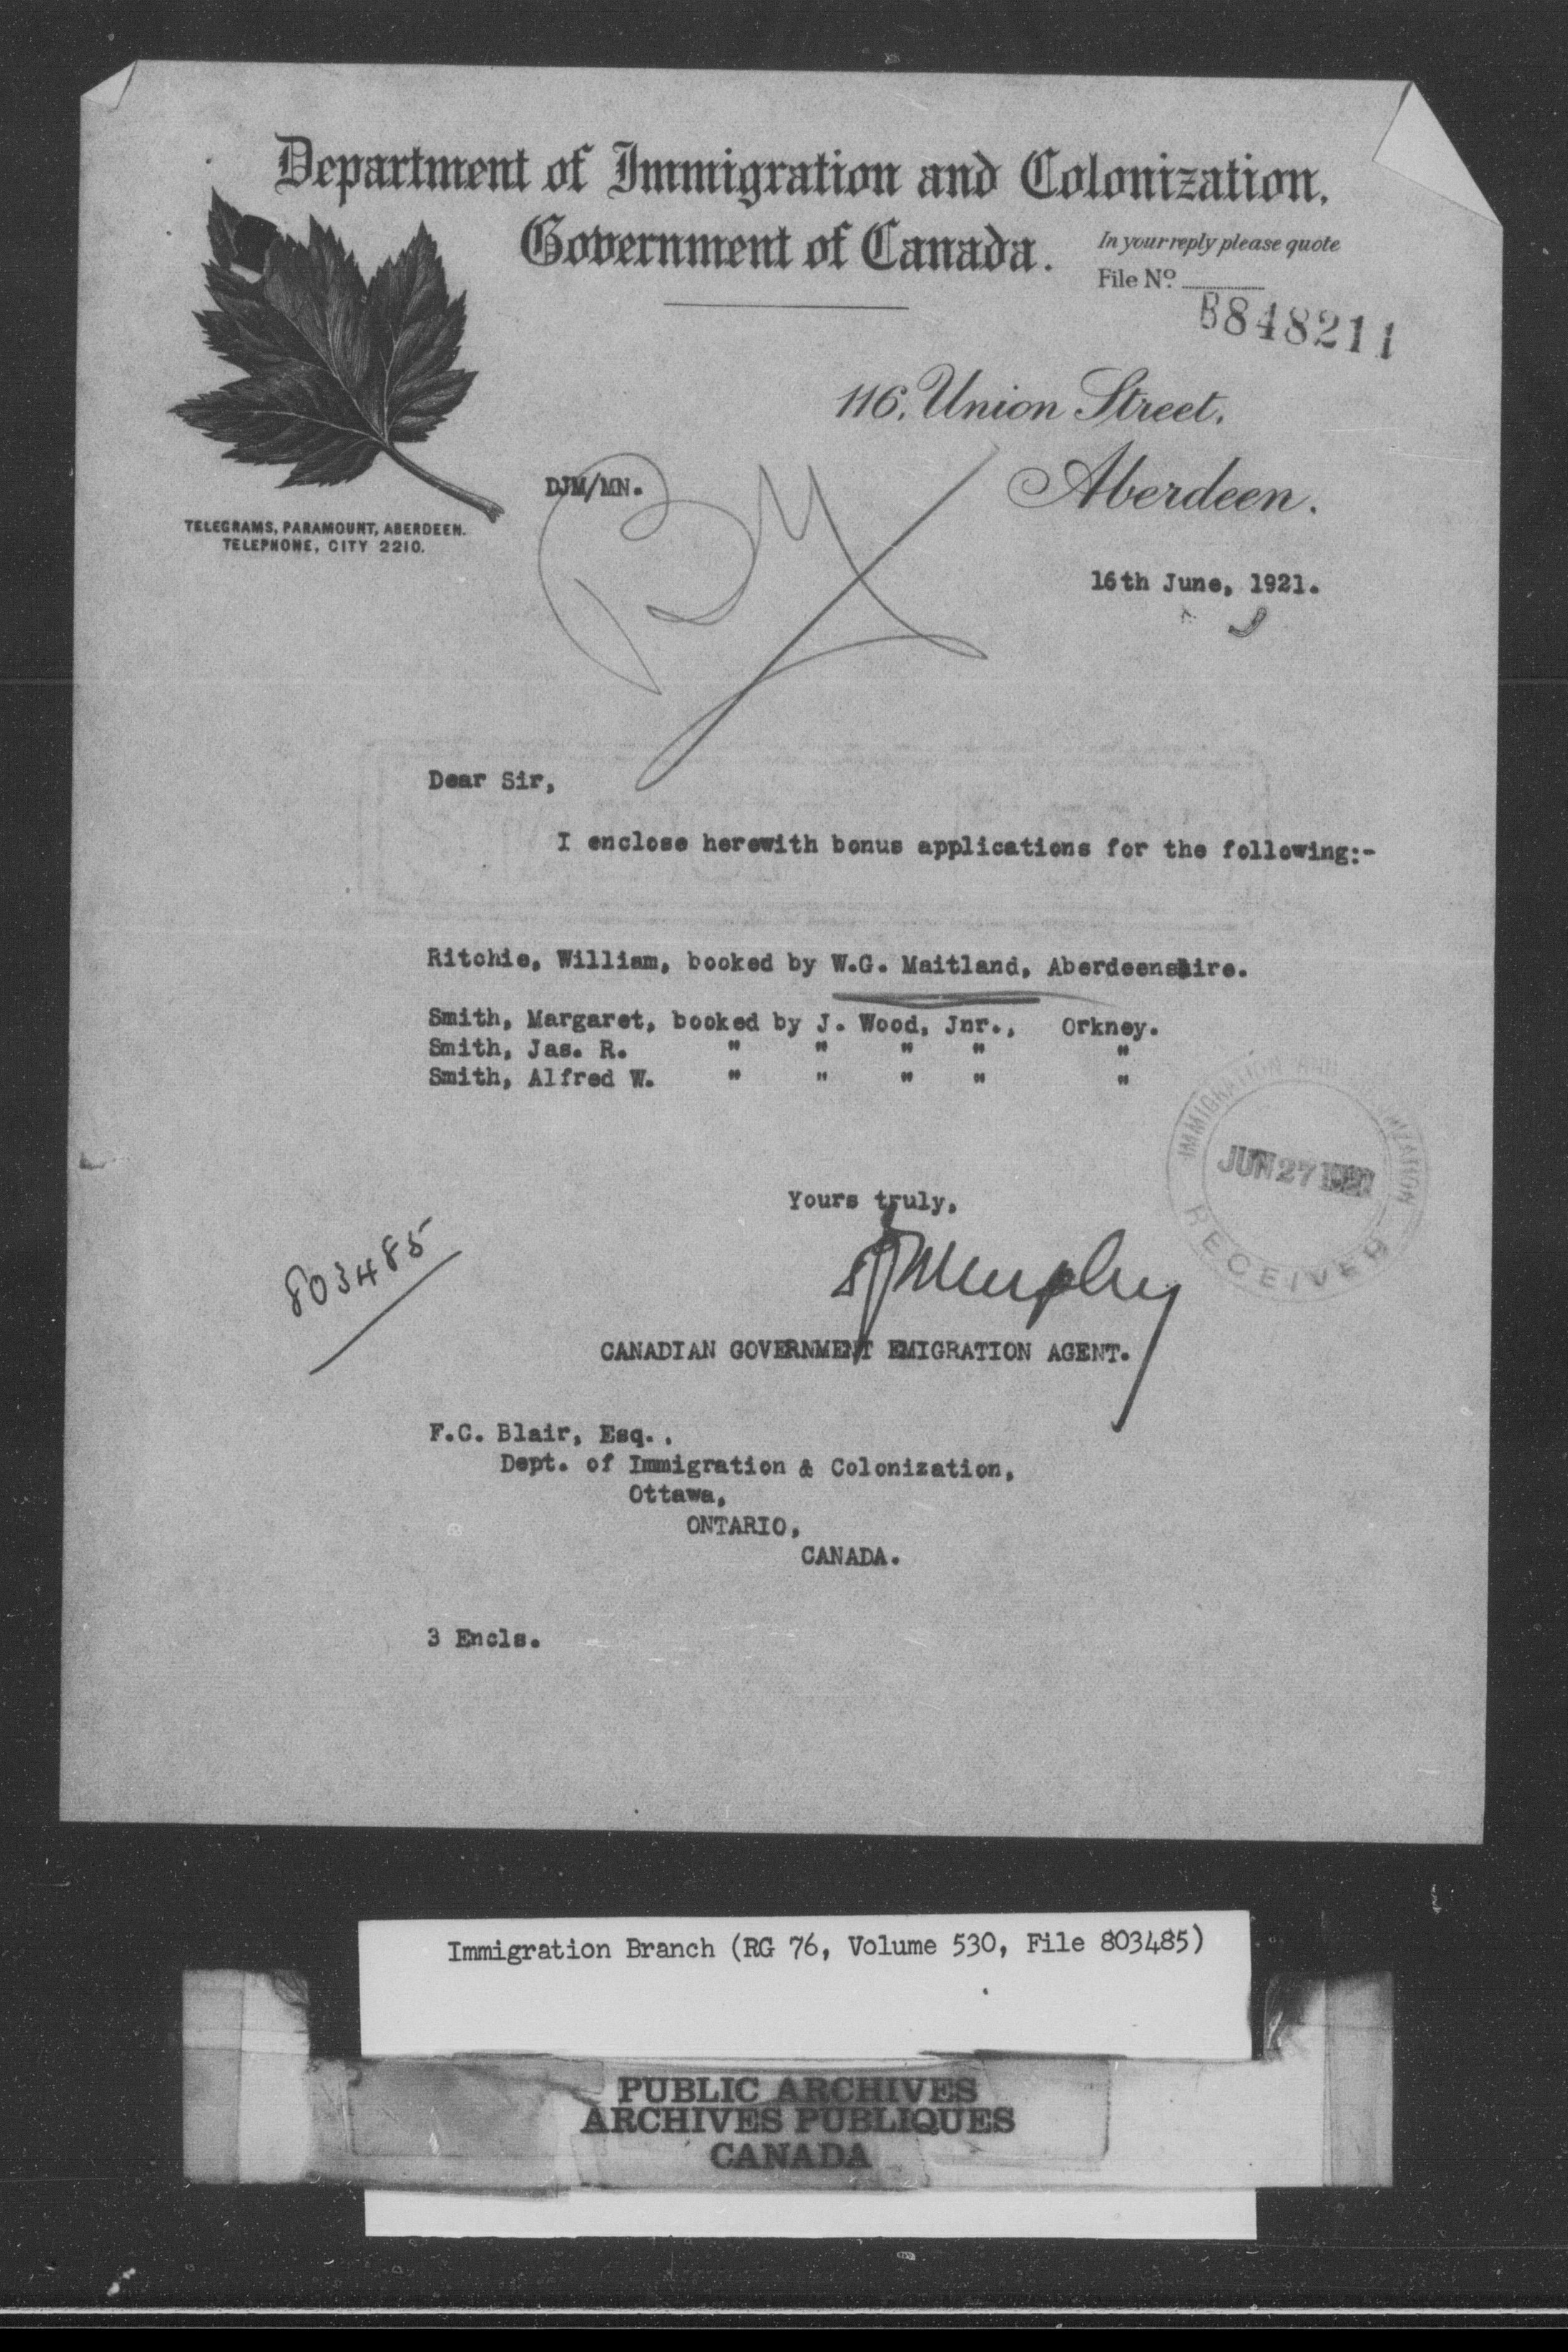 Department of Immigration and Colonization,
Government of Canada.
In your reply please quote
File No.
B848211
116, Union Street,
Aberdeen.
DJM/MN.
TELEGRAMS, PARAMOUNT, ABERDEEN.
TELEPHONE, CITY 2210.
16th June, 1921.
Dear Sir,
I enclose herewith bonus applications for the following:-
Ritchie, William, booked by W.G. Maitland, Aberdeenshire.
Smith, Margaret, booked by J. Wood, Jnr., Orkney.
Smith, Jas. R. " " " " "
Smith, Alfred W. " " " " "
IMMIGRATION
JUN 27 1921
RECEIVED
Yours truly,
DJMurphy
803485
CANADIAN GOVERNMENT EMIGRATION AGENT.
F.C. Blair, Esq.,
Dept. of Immigration & Colonization,
Ottawa,
ONTARIO,
CANADA.
3 Encls.
Immigration Branch (RG 76, Volume 530, File 803485)
PUBLIC ARCHIVES
ARCHIVES PUBLIQUES
CANADA